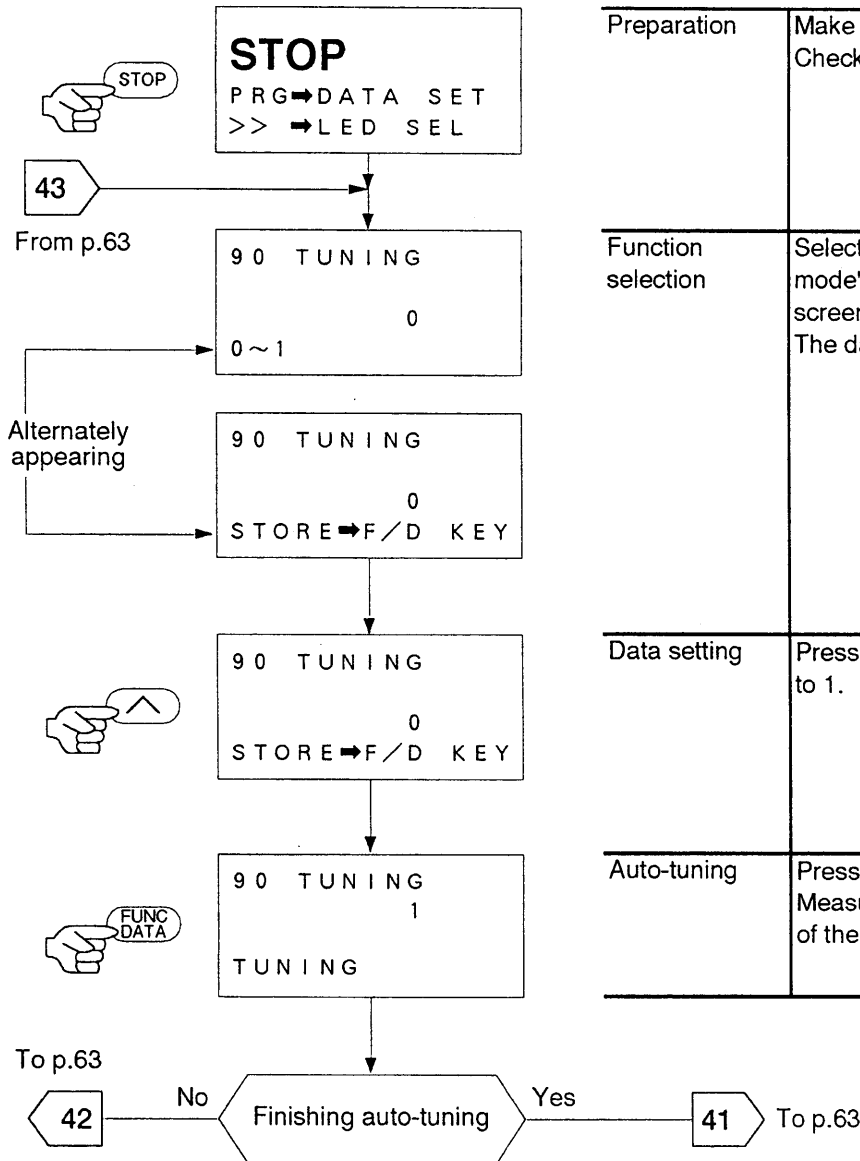 STOP
STOP
PRG➡DATA SET
>> ➡LED SEL
43
From p.63
90 TUNING
0
0～1
Alternately
appearing
90 TUNING
0
STORE➡F/D KEY
90 TUNING
0
STORE➡F/D KEY
FUNC
DATA
90 TUNING
1
TUNING
To p.63
42
No
Finishing auto-tuning
Yes
41
To p.63
Preparation
Make
Check
Function
selection
Select
mode"
screen
The da
Data setting
Press
to 1.
Auto-tuning
Press
Measu
of the